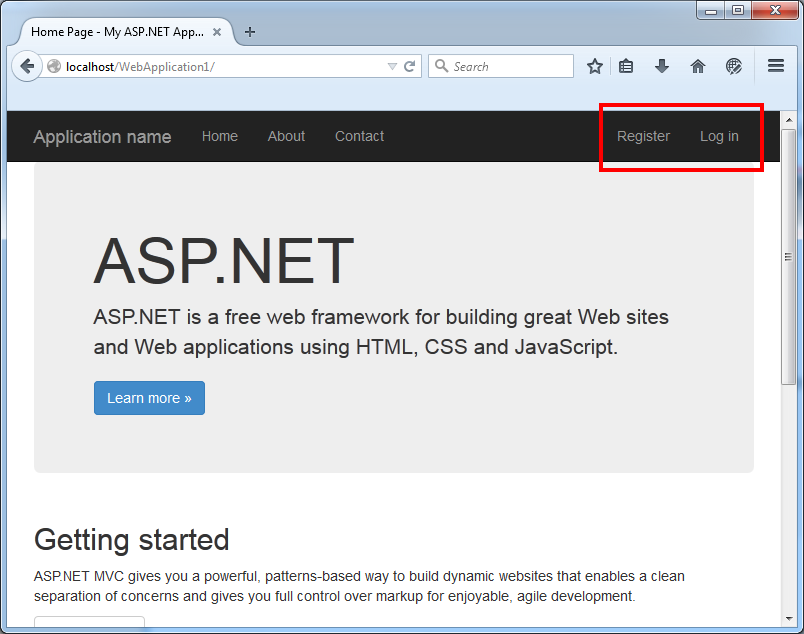 Home Page - My ASP.NET App...
localhost/WebApplication1/
Search
Application name Home About Contact Register Log in
ASP.NET
ASP.NET is a free web framework for building great Web sites
and Web applications using HTML, CSS and JavaScript.
Learn more »
Getting started
ASP.NET MVC gives you a powerful, patterns-based way to build dynamic websites that enables a clean
separation of concerns and gives you full control over markup for enjoyable, agile development.